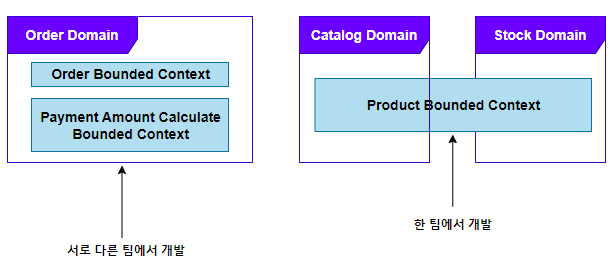 Order Domain
Order Bounded Context
Payment Amount Calculate
Bounded Context
서로 다른 팀에서 개발
Catalog Domain
Stock Domain
Product Bounded Context
한 팀에서 개발